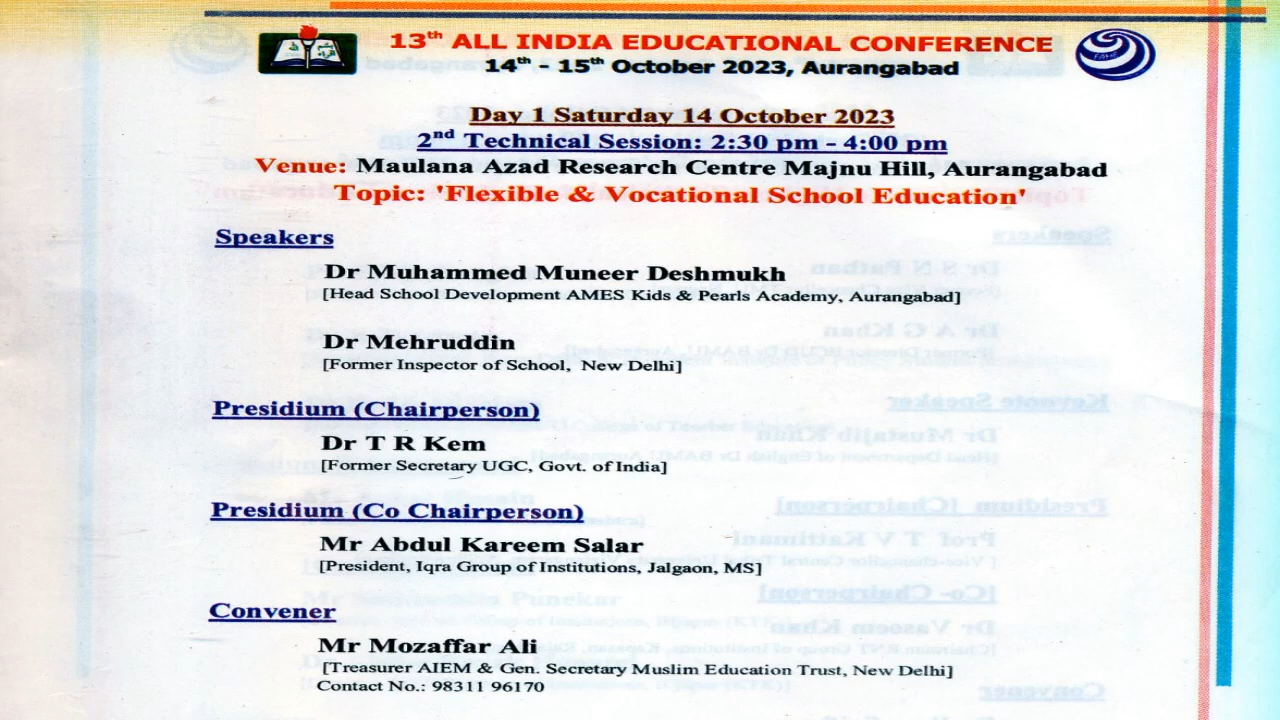 13th ALL INDIA EDUCATIONAL CONFERENCE
14th - 15th October 2023, Aurangabad
Day 1 Saturday 14 October 2023
2nd Technical Session: 2:30 pm - 4:00 pm
Venue: Maulana Azad Research Centre Majnu Hill, Aurangabad
Topic: 'Flexible & Vocational School Education'
Speakers
Dr Muhammed Muneer Deshmukh
[Head School Development AMES Kids & Pearls Academy, Aurangabad]
Dr Mehruddin
[Former Inspector of School, New Delhi]
Presidium (Chairperson)
Dr T R Kem
[Former Secretary UGC, Govt. of India]
Presidium (Co Chairperson)
Mr Abdul Kareem Salar
[President, Iqra Group of Institutions, Jalgaon, MS]
Convener
Mr Mozaffar Ali
[Treasurer AIEM & Gen. Secretary Muslim Education Trust, New Delhi]
Contact No.: 98311 96170